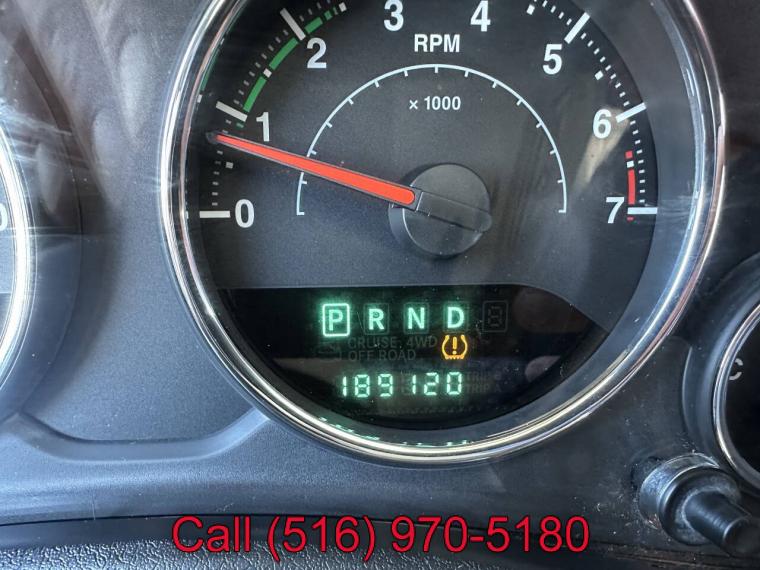 0 1 2 3 4 5 6 7
RPM
x 1000
P R N D 8
CRUISE, 4WD
OFF ROAD
189120
Call (516) 970-5180